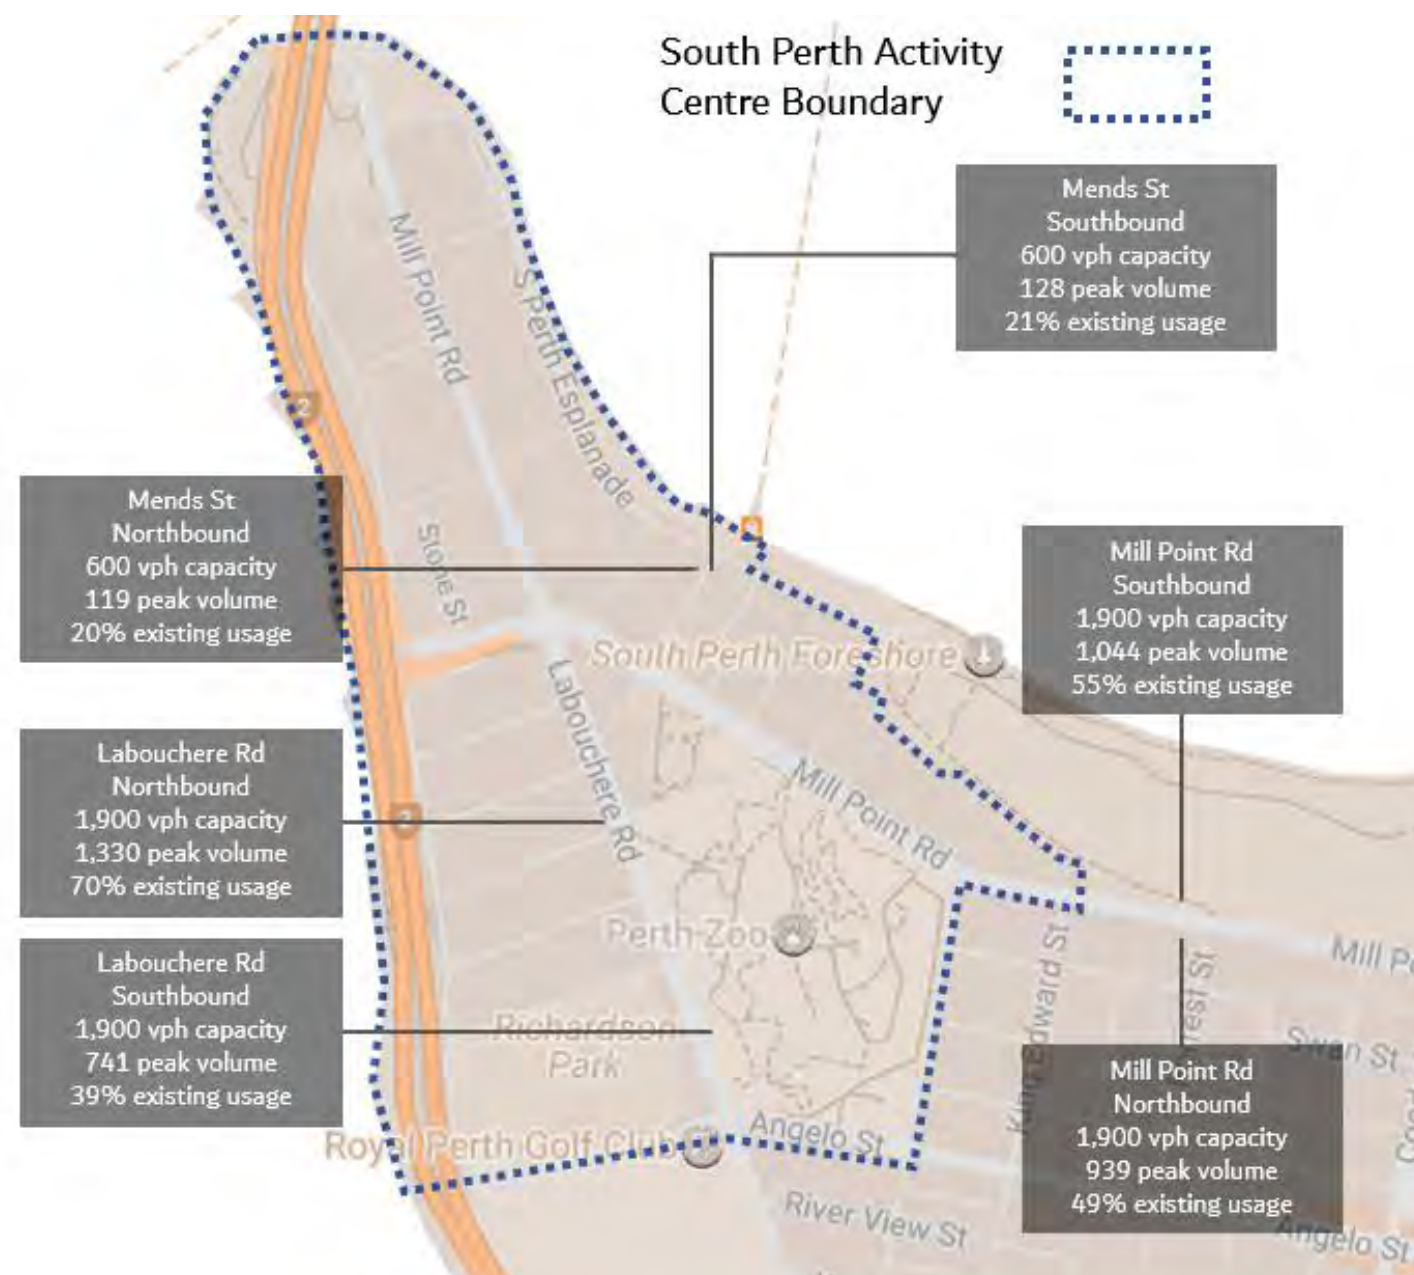 South Perth Activity
Centre Boundary
Mends St
Southbound
600 vph capacity
128 peak volume
21% existing usage
Mill Point Rd
S Perth Esplanade
2
Mends St
Northbound
600 vph capacity
119 peak volume
20% existing usage
Stone St
Mill Point Rd
Southbound
1,900 vph capacity
1,044 peak volume
55% existing usage
South Perth Foreshore
Labouchere Rd
Labouchere Rd
Northbound
1,900 vph capacity
1,330 peak volume
70% existing usage
Mill Point Rd
Perth Zoo
Labouchere Rd
Southbound
1,900 vph capacity
741 peak volume
39% existing usage
Richardson
Park
King Edward St
rest St
Mill P
Swan St
Mill Point Rd
Northbound
1,900 vph capacity
939 peak volume
49% existing usage
Royal Perth Golf Club
Angelo St
River View St
Angelo St